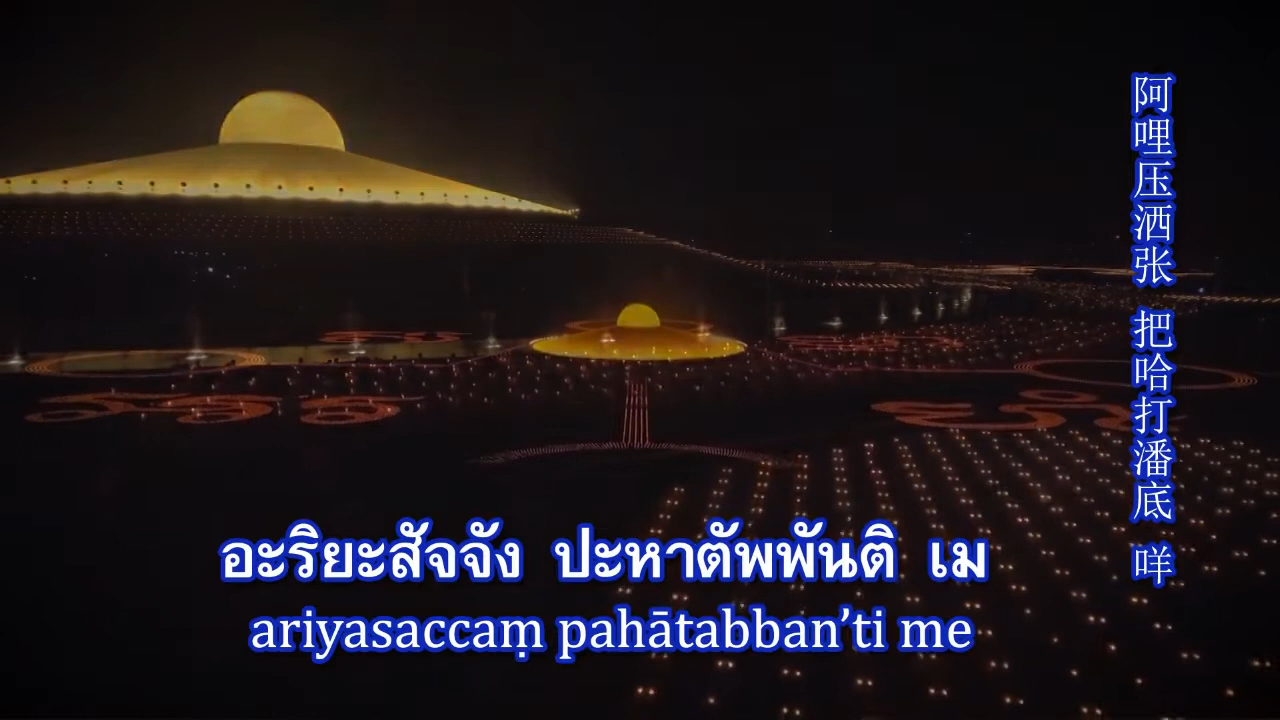 阿哩压洒张 把哈打潘底 咩
อะริยะสัจจัง ปะหาตัพพันติ เม
ariyasaccaṃ pahātabban’ti me